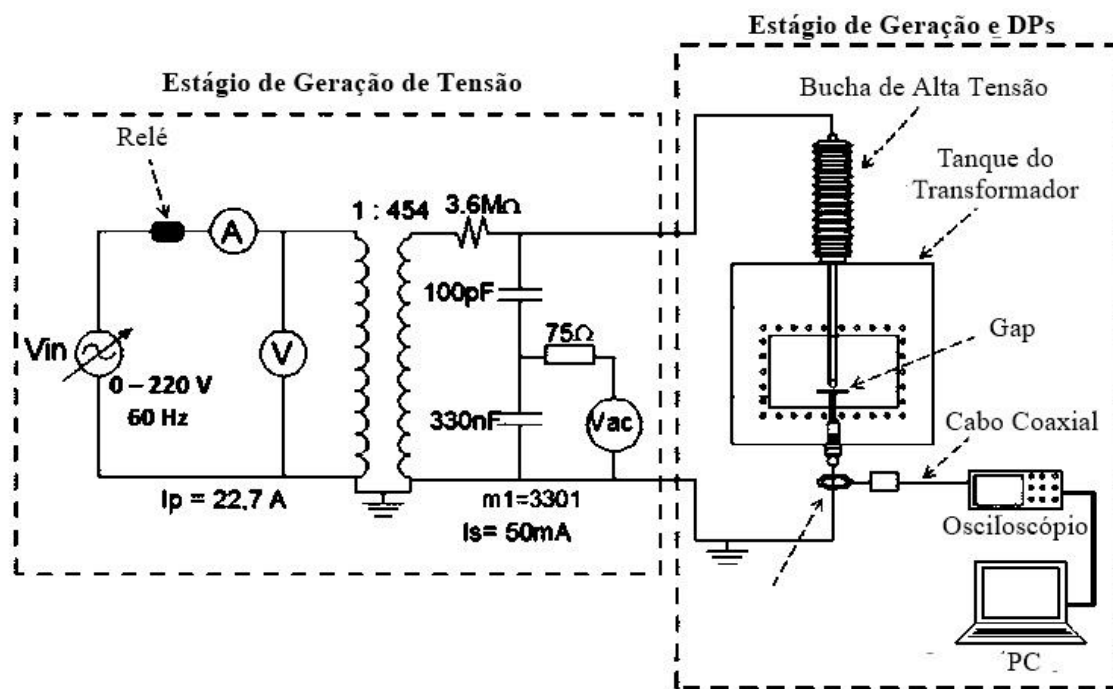 Estágio de Geração e DPs
Estágio de Geração de Tensão
Bucha de Alta Tensão
Relé
Tanque do
Transformador
1 : 454
3.6MΩ
A
100pF
75Ω
Gap
Vin
V
0 – 220 V
60 Hz
330nF
Vac
Cabo Coaxial
Ip = 22,7 A
m1=3301
Is= 50mA
Osciloscópio
PC